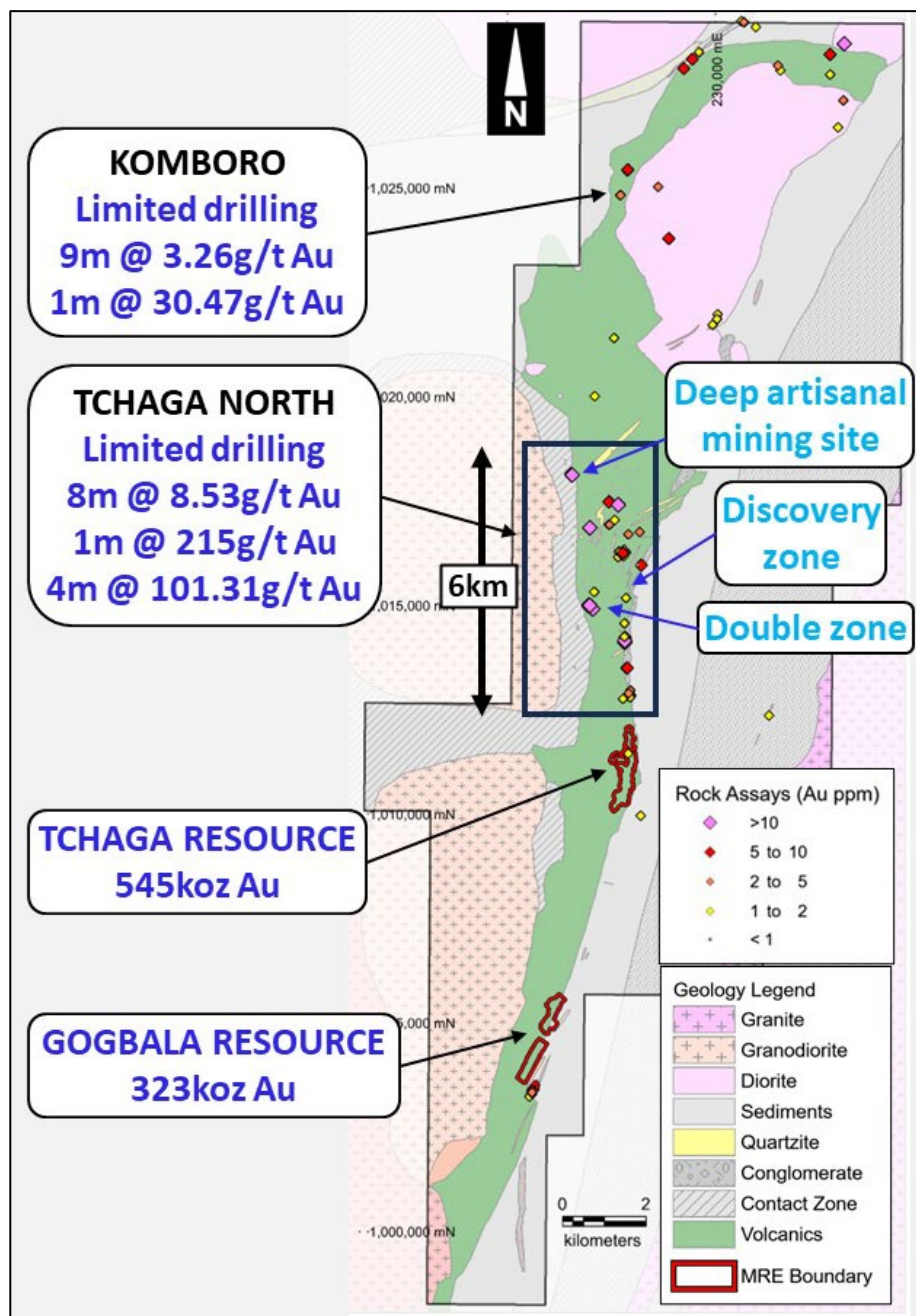 N
230,000 mE
KOMBORO
Limited drilling
9m @ 3.26g/t Au
1m @ 30.47g/t Au
1,025,000 mN
TCHAGA NORTH
Limited drilling
8m @ 8.53g/t Au
1m @ 215g/t Au
4m @ 101.31g/t Au
1,020,000 mN
Deep artisanal
mining site
Discovery
zone
Double zone
6km
,015,000 mN
TCHAGA RESOURCE
545koz Au
1,010,000 mN
GOGBALA RESOURCE
323koz Au
5,000 mN
1,000,000 mN
0 2
kilometers
Rock Assays (Au ppm)
>10
5 to 10
2 to 5
1 to 2
< 1
Geology Legend
Granite
Granodiorite
Diorite
Sediments
Quartzite
Conglomerate
Contact Zone
Volcanics
MRE Boundary